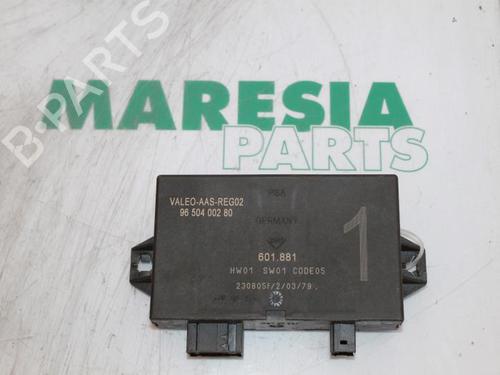 MARESIA
PARTS
B-PARTS
PSA
VALEO-AAS-REG02
96 504 002 80
GERMANY
601.881
HW01 SW01 CODE05
230805F/2/03/79
1